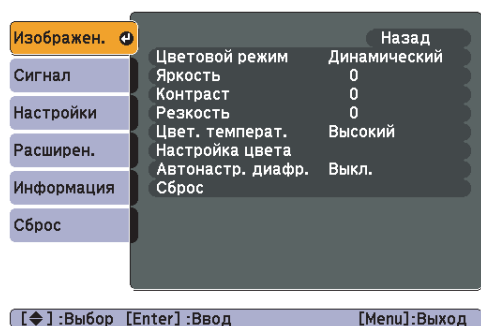 Изображен.
Сигнал
Настройки
Расширен.
Информация
Сброс
Назад
Цветовой режим Динамический
Яркость 0
Контраст 0
Резкость 0
Цвет. температ. Высокий
Настройка цвета
Автонастр. диафр. Выкл.
Сброс
[◆] :Выбор [Enter] :Ввод [Menu]:Выход